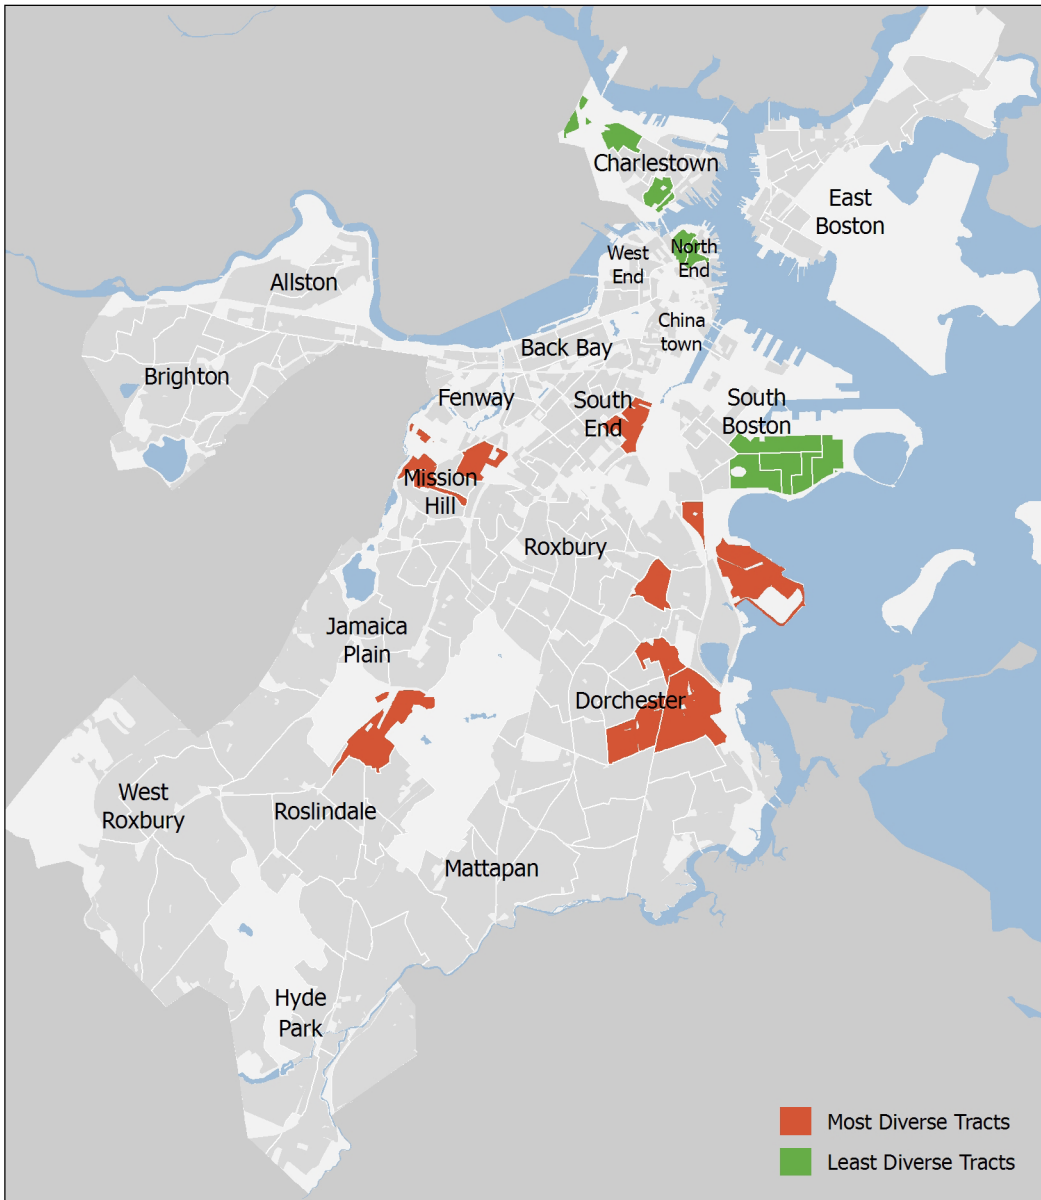 Charlestown
East
Boston
West
End
North
End
Allston
China
town
Back Bay
Brighton
Fenway
South
End
South
Boston
Mission
Hill
Roxbury
Jamaica
Plain
Dorchester
West
Roxbury
Roslindale
Mattapan
Hyde
Park
Most Diverse Tracts
Least Diverse Tracts